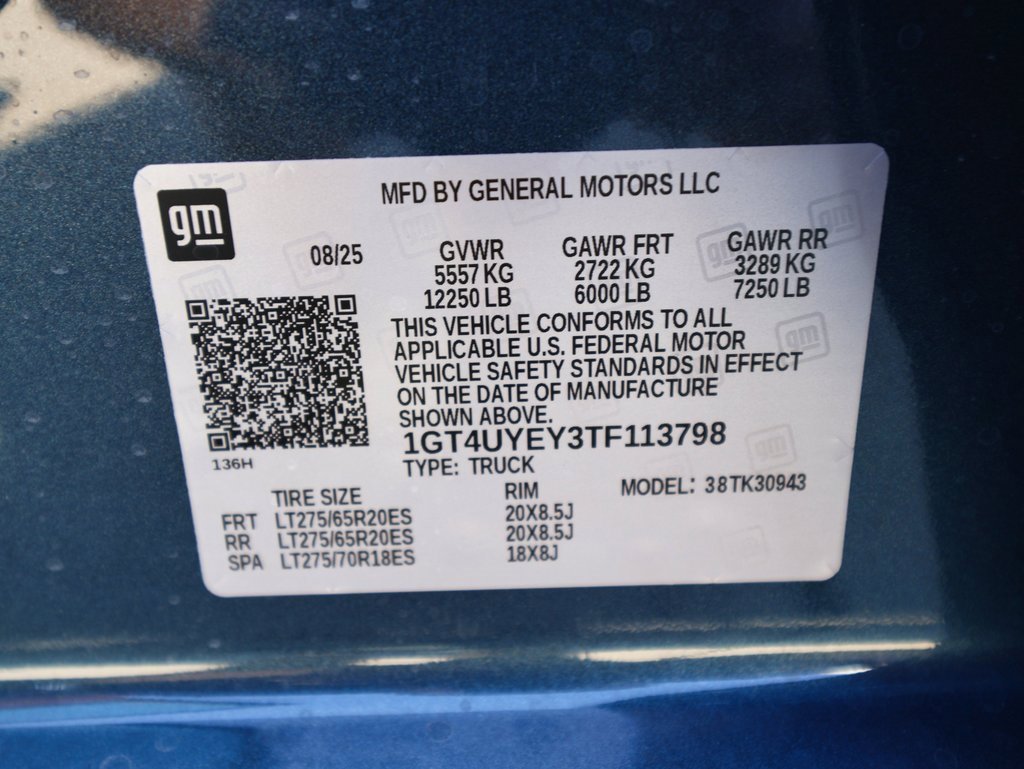 gm
MFD BY GENERAL MOTORS LLC
08/25 GVWR GAWR FRT GAWR RR
5557 KG 2722 KG 3289 KG
12250 LB 6000 LB 7250 LB
THIS VEHICLE CONFORMS TO ALL
APPLICABLE U.S. FEDERAL MOTOR
VEHICLE SAFETY STANDARDS IN EFFECT
ON THE DATE OF MANUFACTURE
SHOWN ABOVE.
1GT4UYEY3TF113798
136H
TYPE: TRUCK
TIRE SIZE RIM MODEL: 38TK30943
FRT LT275/65R20ES 20X8.5J
RR LT275/65R20ES 20X8.5J
SPA LT275/70R18ES 18X8J